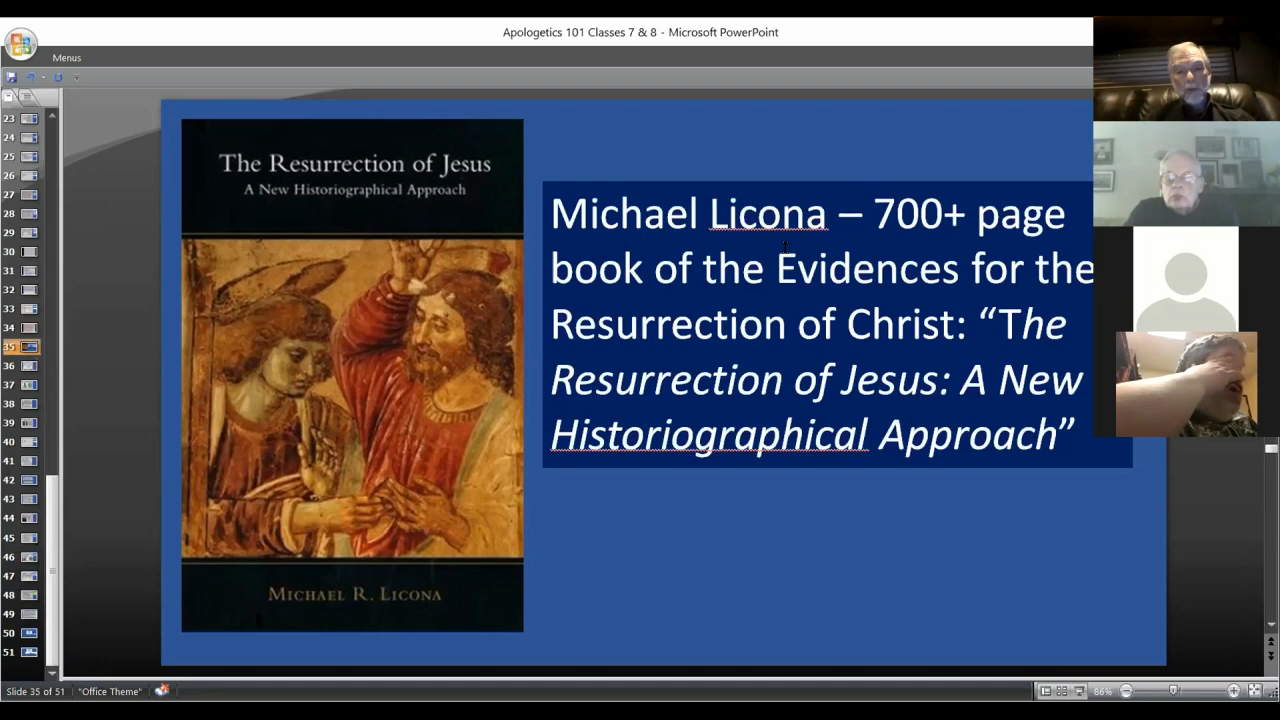 Apologetics 101 Classes 7 & 8 - Microsoft PowerPoint
Menus
23
24
25
26
27
28
29
30
31
32
33
34
35
36
37
38
39
40
41
42
43
44
45
46
47
48
49
50
51
The Resurrection of Jesus
A New Historiographical Approach
MICHAEL R. LICONA
Michael Licona – 700+ page
book of the Evidences for the
Resurrection of Christ: “The
Resurrection of Jesus: A New
Historiographical Approach”
Slide 35 of 51
"Office Theme"
86%